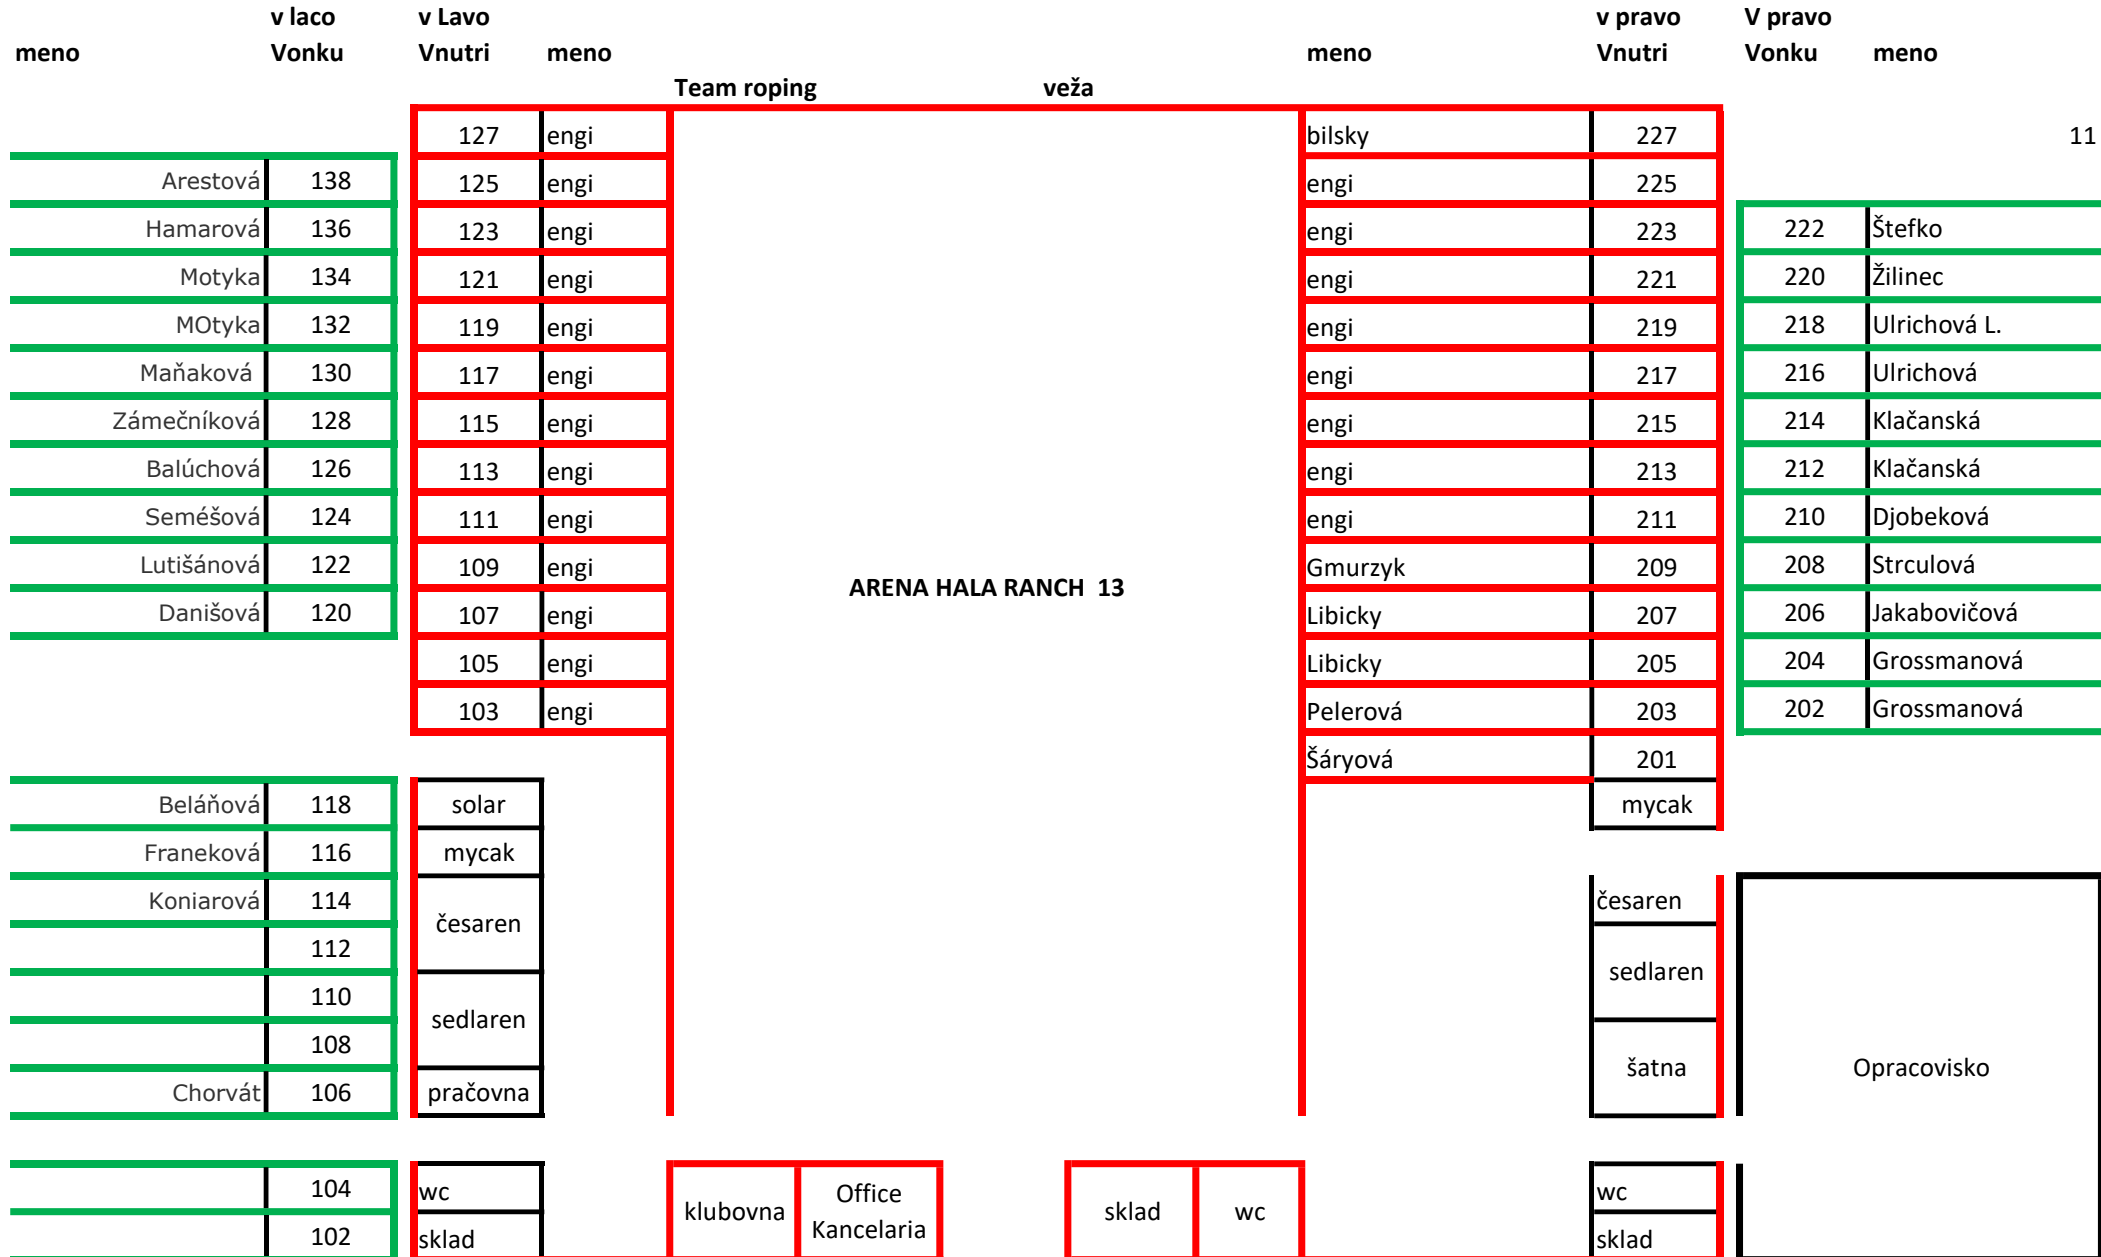 v laco v Lavo v pravo V pravo
meno Vonku Vnutri meno meno Vnutri Vonku meno
Team roping veža
127 engi bilsky 227 11
Arestová 138 125 engi engi 225
Hamarová 136 123 engi engi 223 222 Štefko
Motyka 134 121 engi engi 221 220 Žilinec
MOtyka 132 119 engi engi 219 218 Ulrichová L.
Maňaková 130 117 engi engi 217 216 Ulrichová
Zámečníková 128 115 engi engi 215 214 Klačanská
Balúchová 126 113 engi engi 213 212 Klačanská
Seméšová 124 111 engi engi 211 210 Djobeková
Lutišánová 122 109 engi Gmurzyk 209 208 Strculová
ARENA HALA RANCH 13
Danišová 120 107 engi Libicky 207 206 Jakabovičová
105 engi Libicky 205 204 Grossmanová
103 engi Pelerová 203 202 Grossmanová
Šáryová 201
Beláňová 118 solar mycak
Franeková 116 mycak
Koniarová 114 česaren česaren
112 sedlaren
110 sedlaren
108 šatna Opracovisko
Chorvát 106 pračovna
104 wc klubovna Office sklad wc wc
Kancelaria
102 sklad sklad